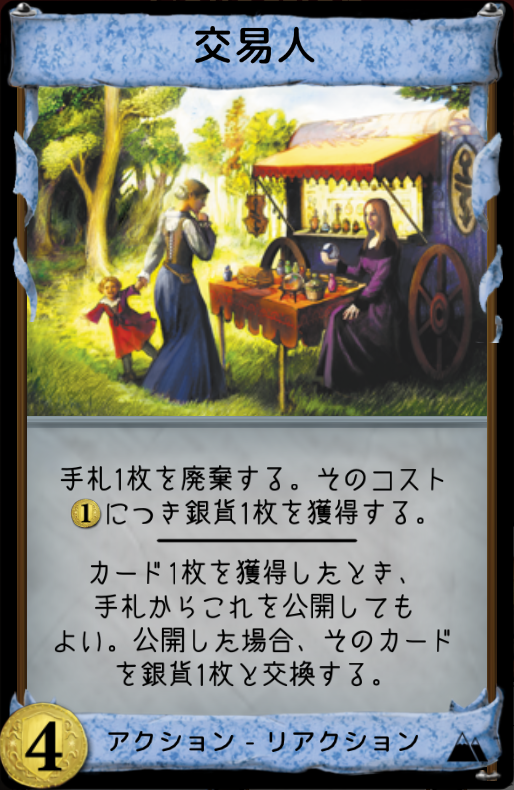 交易人
手札1枚を廃棄する。そのコスト
1につき銀貨1枚を獲得する。
カード1枚を獲得したとき、
手札からこれを公開しても
よい。公開した場合、そのカード
を銀貨1枚と交換する。
4
アクション - リアクション